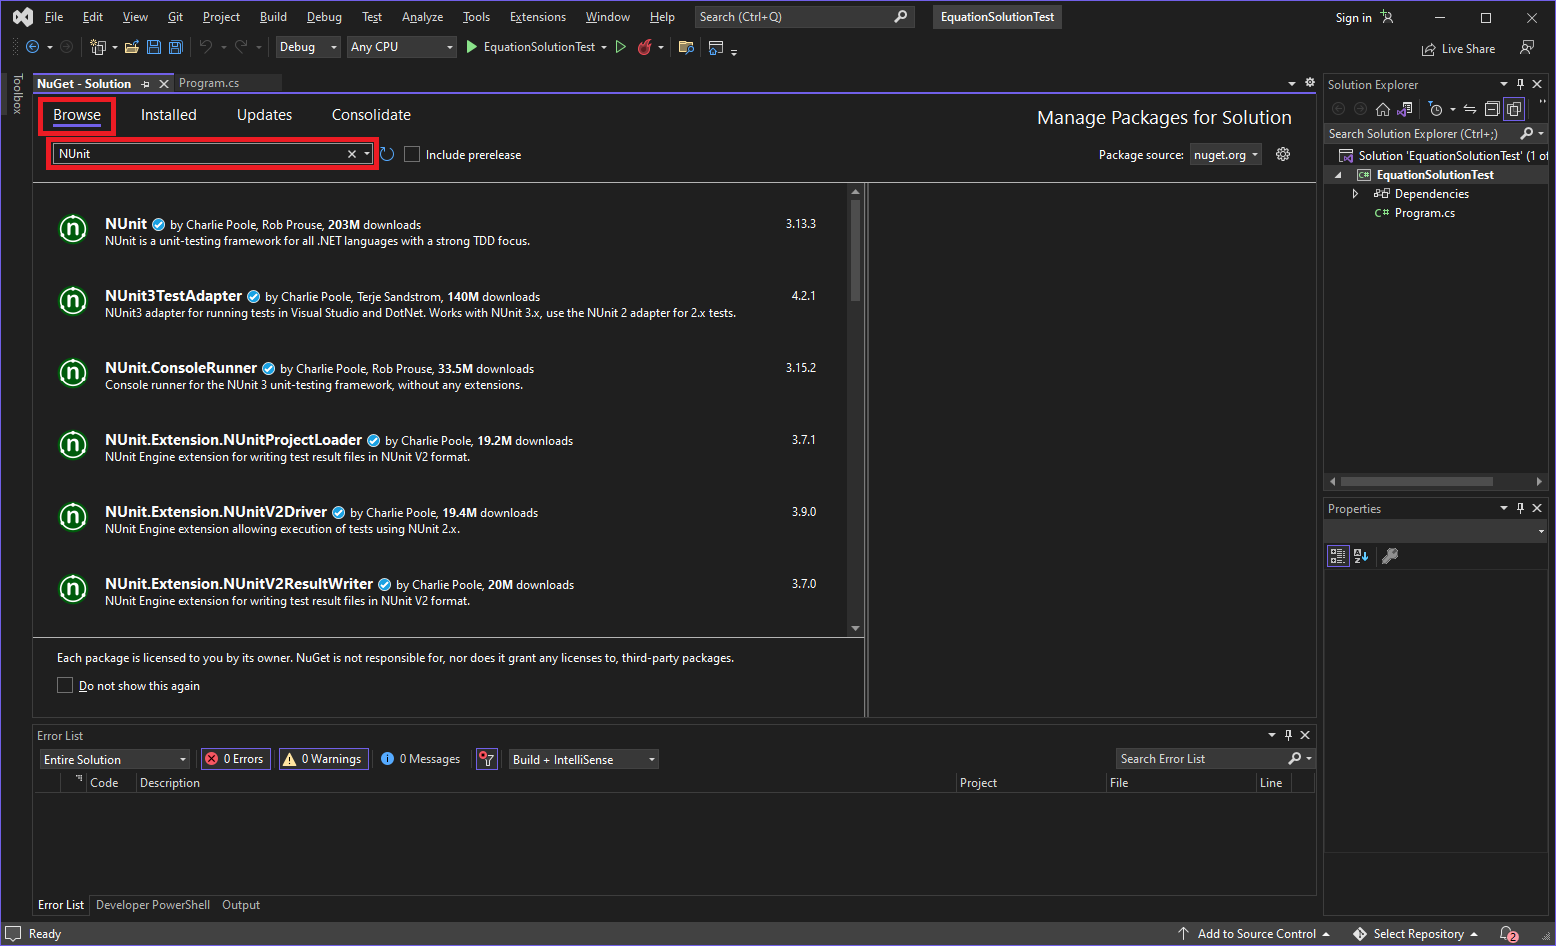 File Edit View Git Project Build Debug Test Analyze Tools Extensions Window Help Search (Ctrl+Q) EquationSolutionTest Sign in
Debug Any CPU EquationSolutionTest Live Share
Toolbox
NuGet - Solution Program.cs
Browse Installed Updates Consolidate
Manage Packages for Solution
NUnit Include prerelease
Package source: nuget.org
NUnit by Charlie Poole, Rob Prouse, 203M downloads 3.13.3
NUnit is a unit-testing framework for all .NET languages with a strong TDD focus.
NUnit3TestAdapter by Charlie Poole, Terje Sandstrom, 140M downloads 4.2.1
NUnit3 adapter for running tests in Visual Studio and DotNet. Works with NUnit 3.x, use the NUnit 2 adapter for 2.x tests.
NUnit.ConsoleRunner by Charlie Poole, Rob Prouse, 33.5M downloads 3.15.2
Console runner for the NUnit 3 unit-testing framework, without any extensions.
NUnit.Extension.NUnitProjectLoader by Charlie Poole, 19.2M downloads 3.7.1
NUnit Engine extension for writing test result files in NUnit V2 format.
NUnit.Extension.NUnitV2Driver by Charlie Poole, 19.4M downloads 3.9.0
NUnit Engine extension allowing execution of tests using NUnit 2.x.
NUnit.Extension.NUnitV2ResultWriter by Charlie Poole, 20M downloads 3.7.0
NUnit Engine extension for writing test result files in NUnit V2 format.
Each package is licensed to you by its owner. NuGet is not responsible for, nor does it grant any licenses to, third-party packages.
Do not show this again
Solution Explorer
Search Solution Explorer (Ctrl+;)
Solution 'EquationSolutionTest' (1 of
C# EquationSolutionTest
Dependencies
C# Program.cs
Properties
Error List
Entire Solution 0 Errors 0 Warnings 0 Messages Build + IntelliSense Search Error List
Code Description Project File Line
Error List Developer PowerShell Output
Ready Add to Source Control Select Repository 2